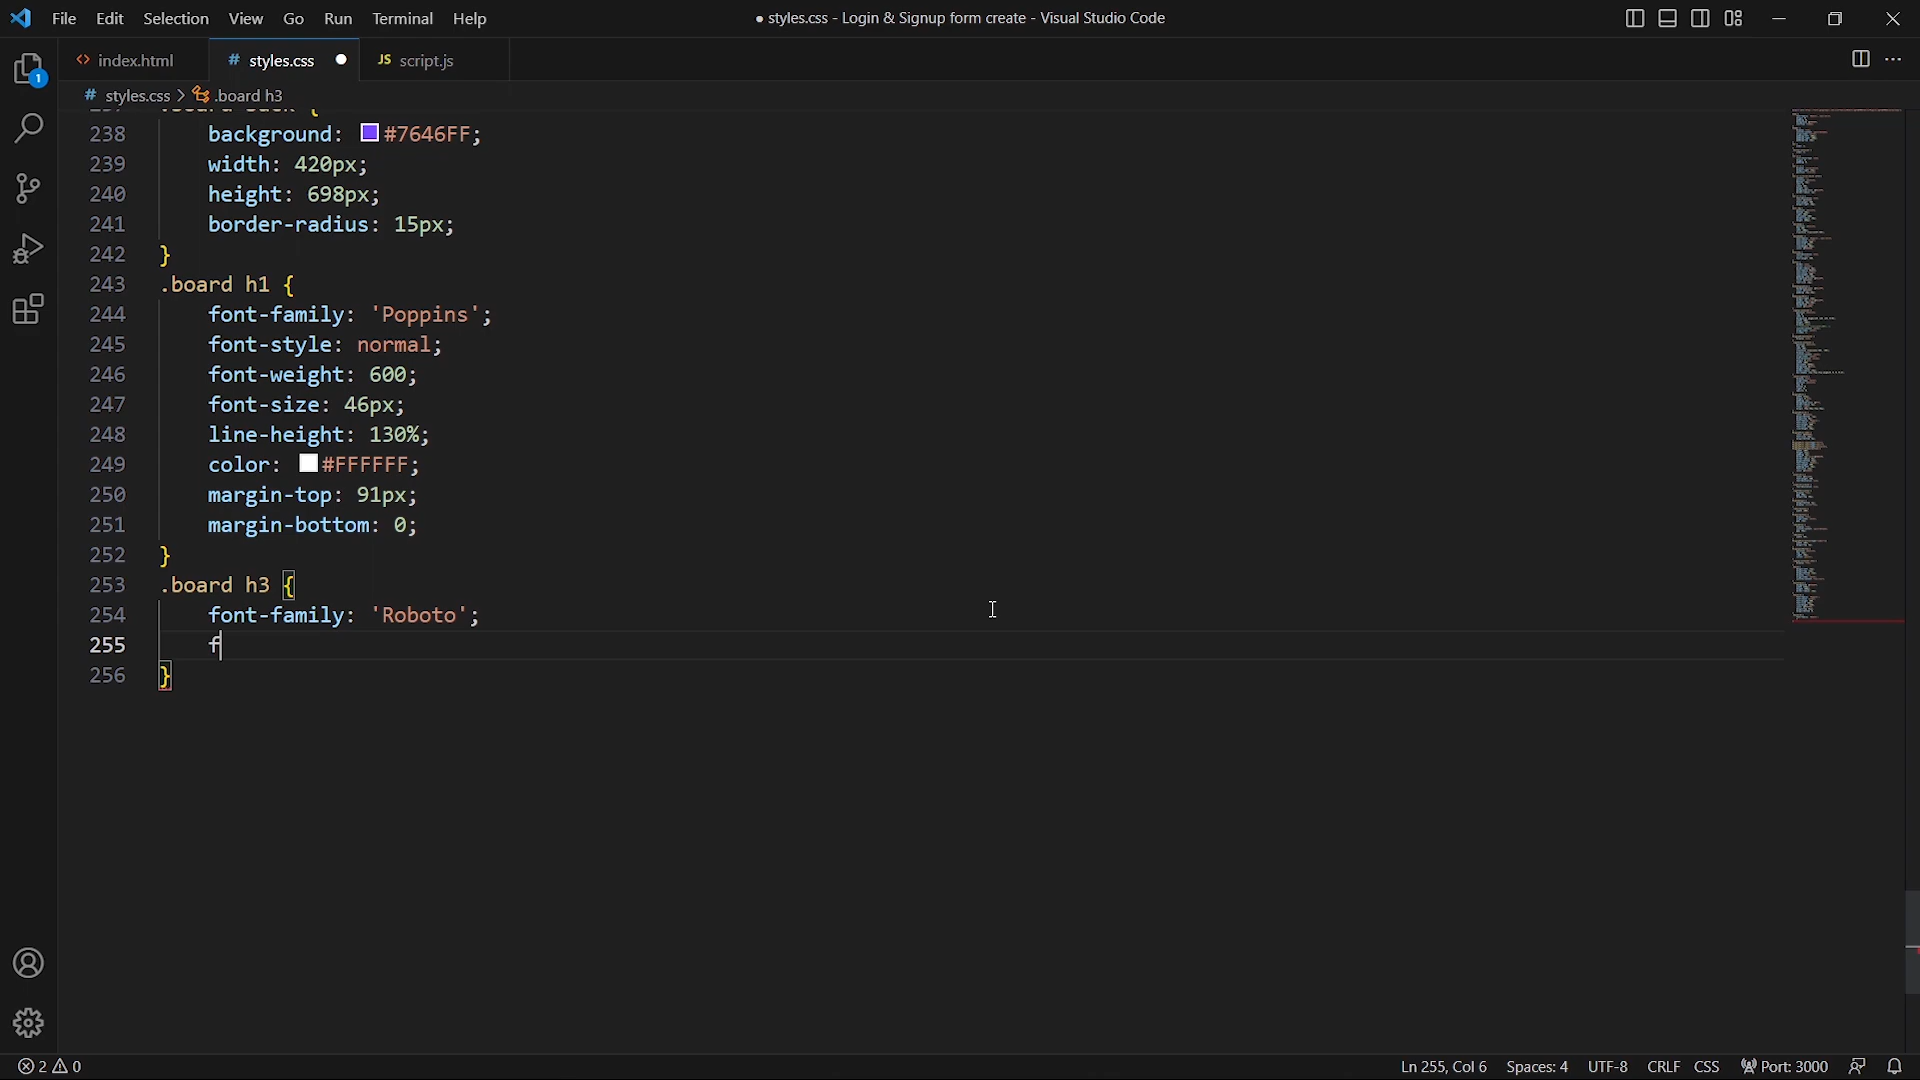 File Edit Selection View Go Run Terminal Help
● styles.css - Login & Signup form create - Visual Studio Code
<> index.html
# styles.css ●
JS script.js
1
# styles.css > .board h3
238 background: #7646FF;
239 width: 420px;
240 height: 698px;
241 border-radius: 15px;
242 }
243 .board h1 {
244 font-family: 'Poppins';
245 font-style: normal;
246 font-weight: 600;
247 font-size: 46px;
248 line-height: 130%;
249 color: #FFFFFF;
250 margin-top: 91px;
251 margin-bottom: 0;
252 }
253 .board h3 {
254 font-family: 'Roboto';
255 f
256 }
2 0
Ln 255, Col 6 Spaces: 4 UTF-8 CRLF CSS Port: 3000